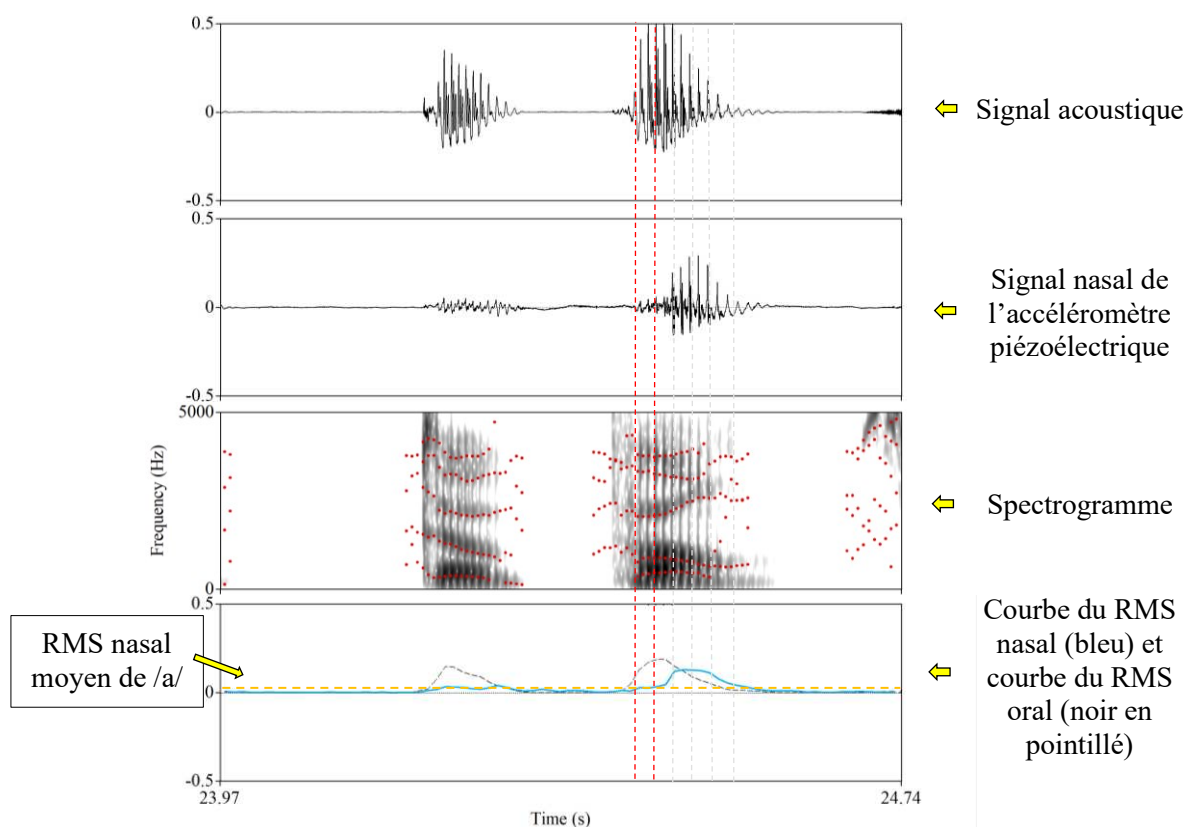 0.5
0
-0.5
Signal acoustique
0.5
0
-0.5
Signal nasal de
l’accéléromètre
piézoélectrique
5000
Frequency (Hz)
0
Spectrogramme
RMS nasal
moyen de /a/
0.5
0
-0.5
Courbe du RMS
nasal (bleu) et
courbe du RMS
oral (noir en
pointillé)
23.97
24.74
Time (s)